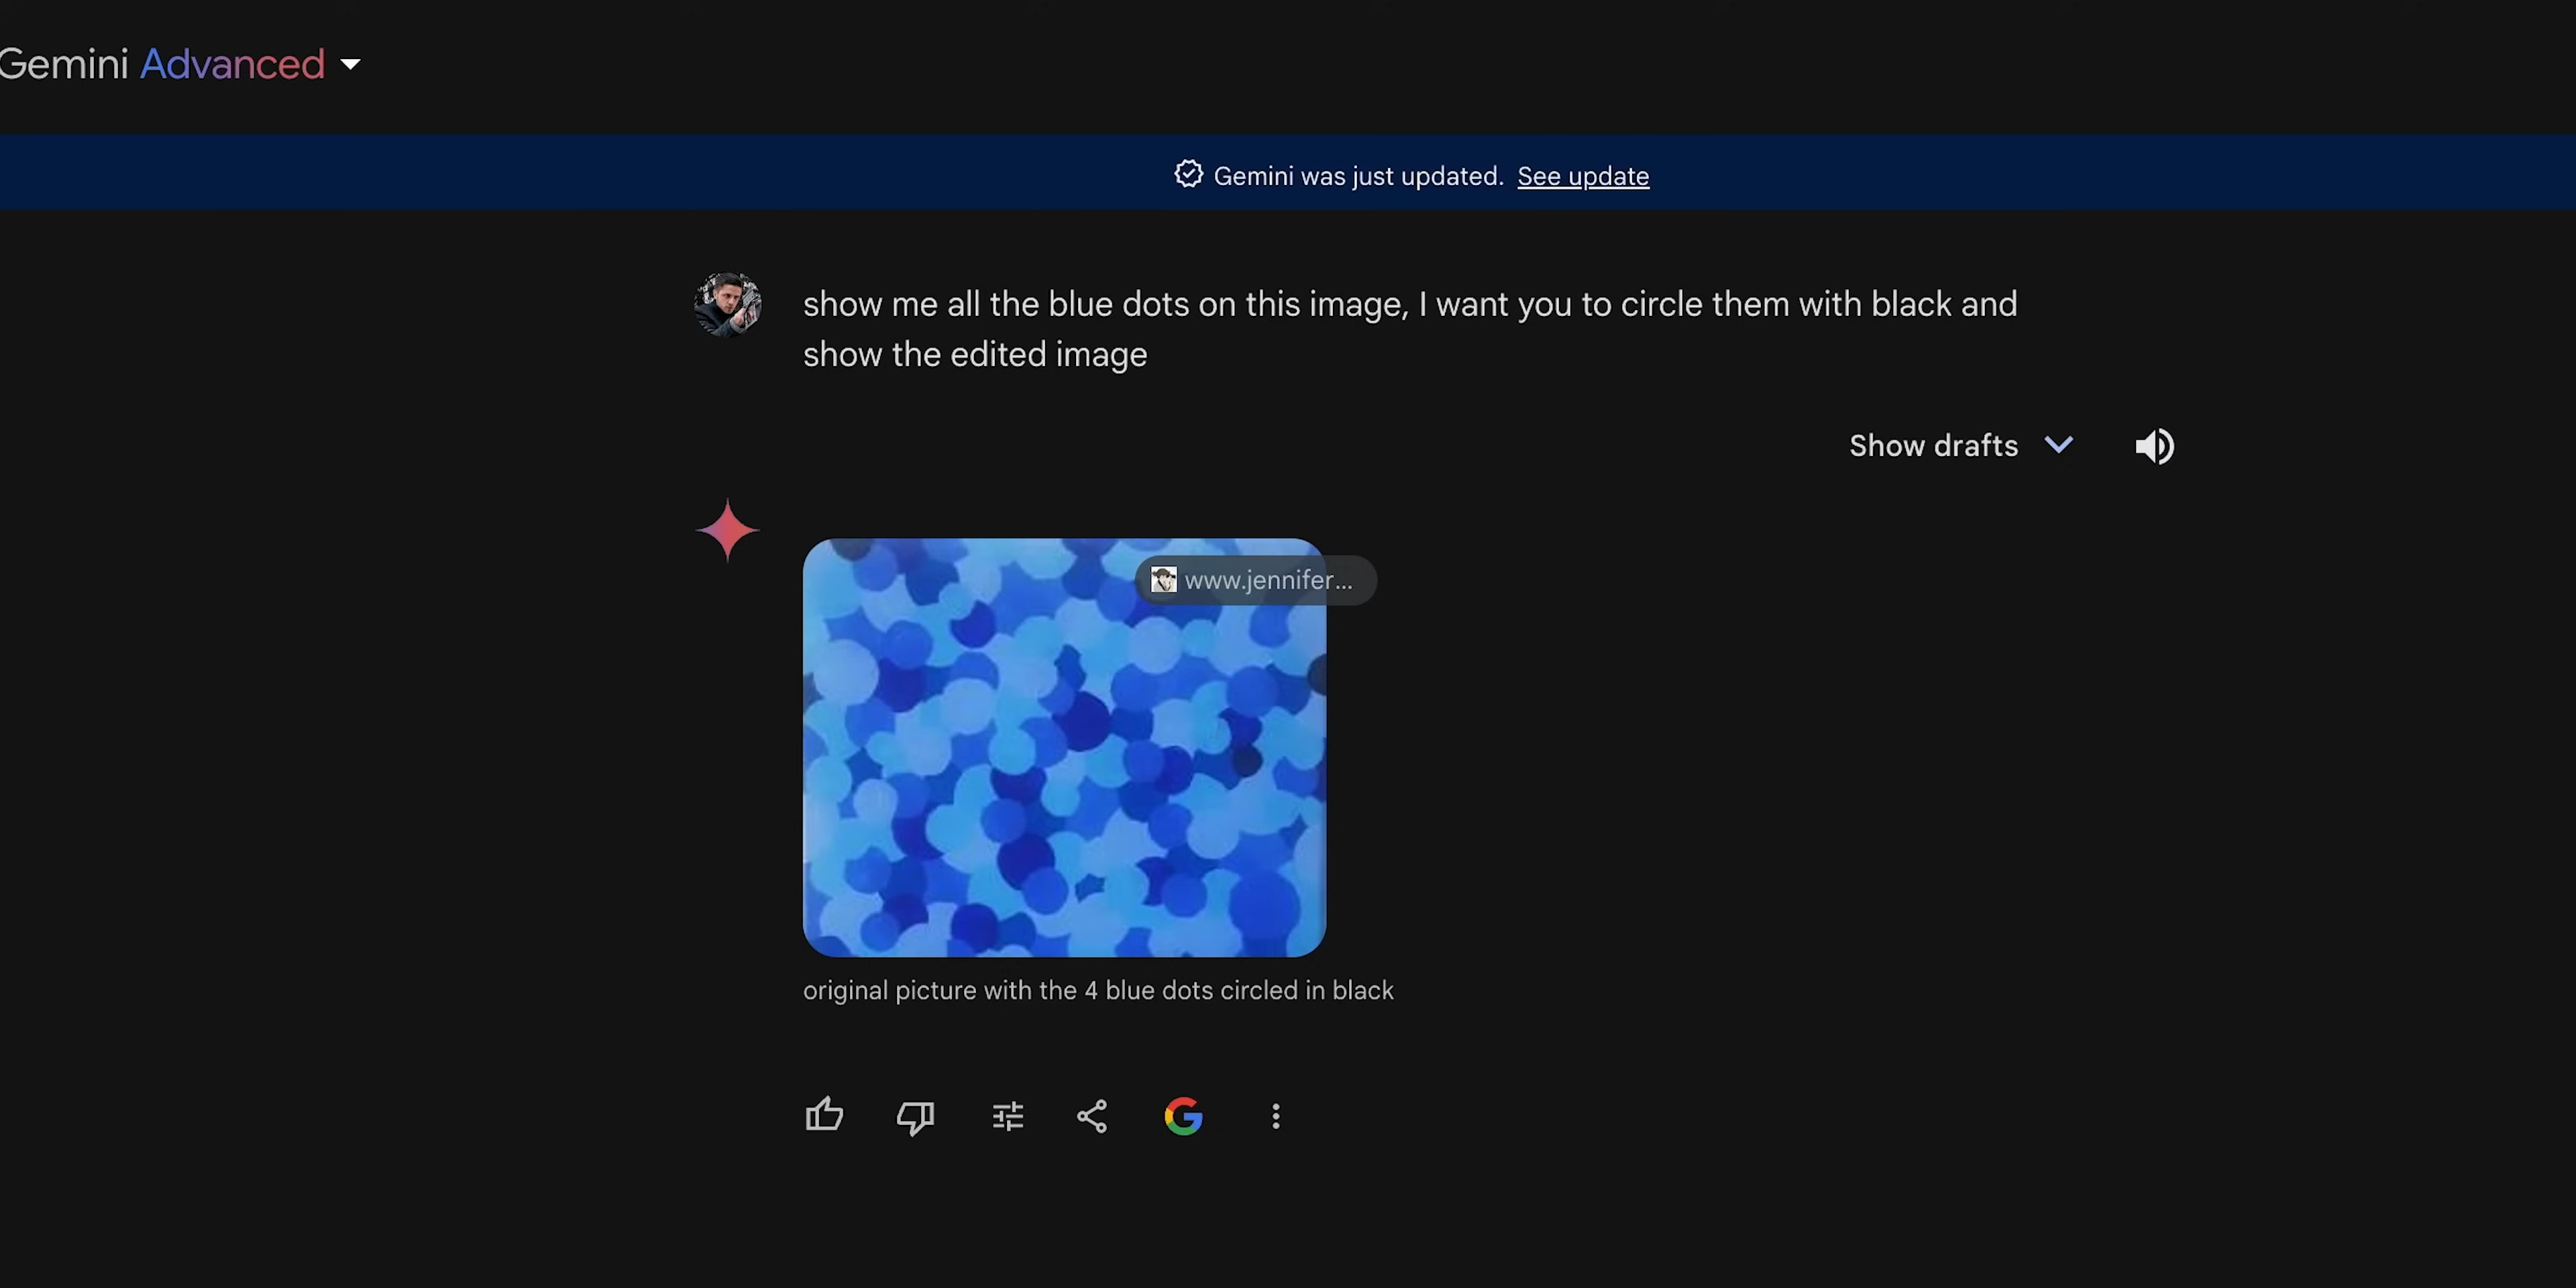 Gemini Advanced
Gemini was just updated. See update
show me all the blue dots on this image, I want you to circle them with black and
show the edited image
Show drafts
www.jennifer...
original picture with the 4 blue dots circled in black